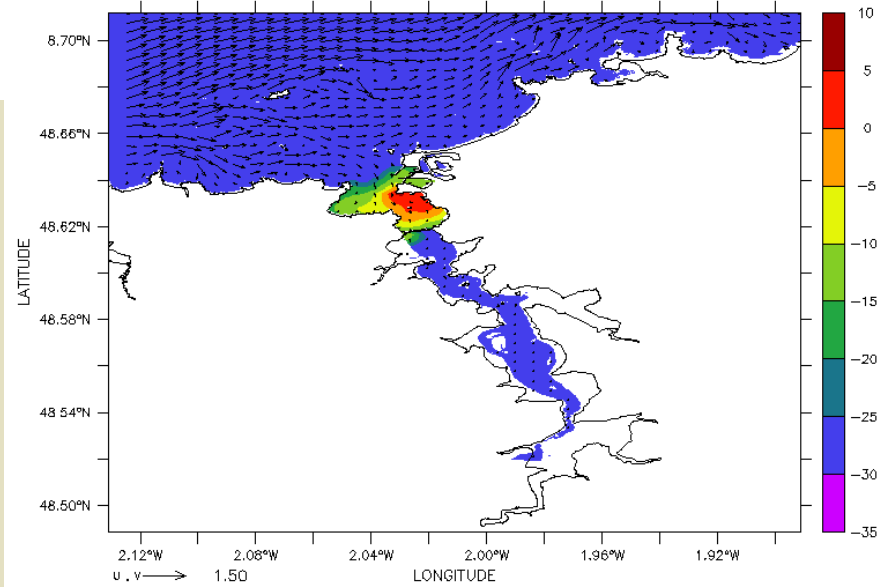 8.70°N
48.66°N
48.62°N
48.58°N
48.54°N
48.50°N
LATITUDE
2.12°W 2.08°W 2.04°W 2.00°W 1.96°W 1.92°W
LONGITUDE
u,v 1.50
10
5
0
−5
−10
−15
−20
−25
−30
−35